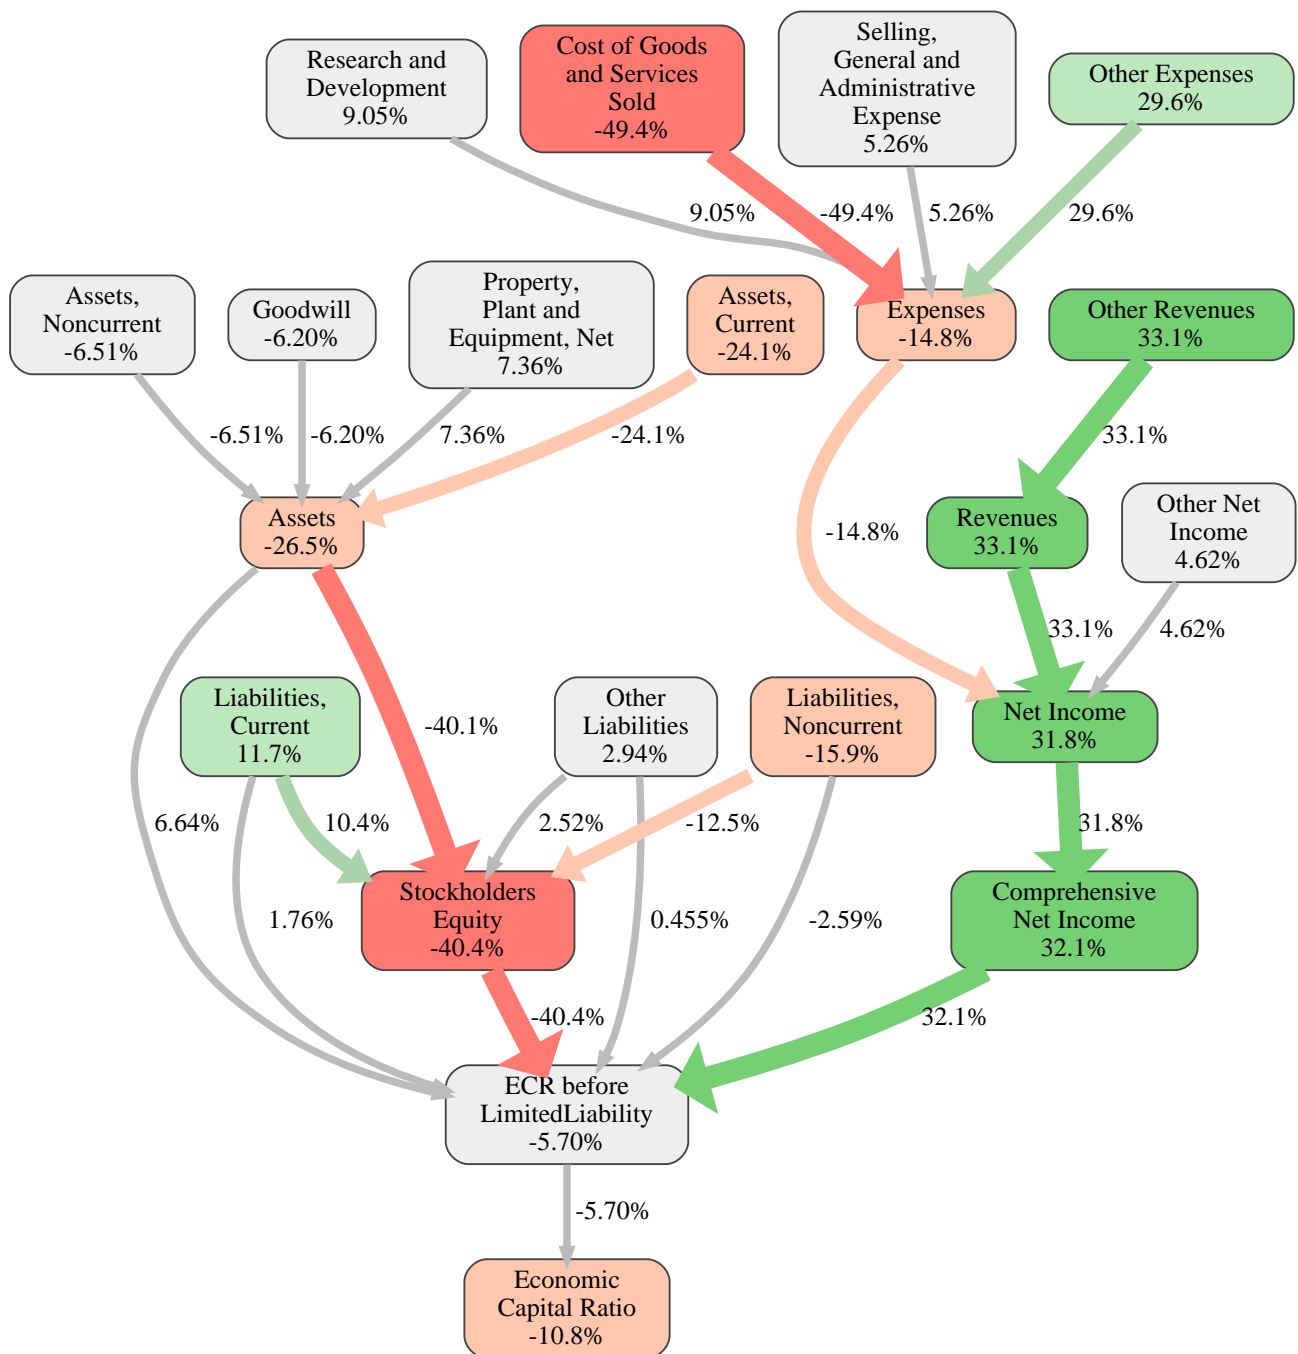 Research and
Development
9.05%
Cost of Goods
and Services
Sold
-49.4%
Selling,
General and
Administrative
Expense
5.26%
Other Expenses
29.6%
9.05%
-49.4%
5.26%
29.6%
Assets,
Noncurrent
-6.51%
Goodwill
-6.20%
Property,
Plant and
Equipment, Net
7.36%
Assets,
Current
-24.1%
Expenses
-14.8%
Other Revenues
33.1%
-6.51%
-6.20%
7.36%
-24.1%
33.1%
Assets
-26.5%
-14.8%
Revenues
33.1%
Other Net
Income
4.62%
33.1%
4.62%
Liabilities,
Current
11.7%
-40.1%
Other
Liabilities
2.94%
Liabilities,
Noncurrent
-15.9%
Net Income
31.8%
6.64%
10.4%
2.52%
-12.5%
31.8%
1.76%
Stockholders
Equity
-40.4%
0.455%
-2.59%
Comprehensive
Net Income
32.1%
-40.4%
32.1%
ECR before
LimitedLiability
-5.70%
-5.70%
Economic
Capital Ratio
-10.8%